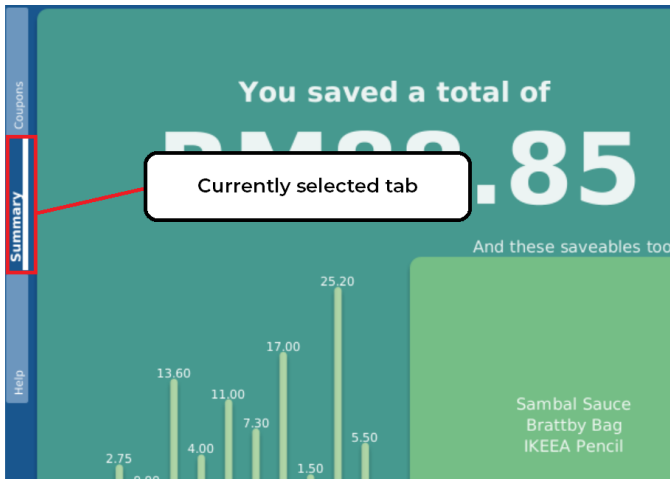 Coupons
Summary
Help
You saved a total of
.85
Currently selected tab
And these saveables too
25.20
17.00
13.60
11.00
7.30
5.50
4.00
2.75
1.50
Sambal Sauce
Brattby Bag
IKEEA Pencil